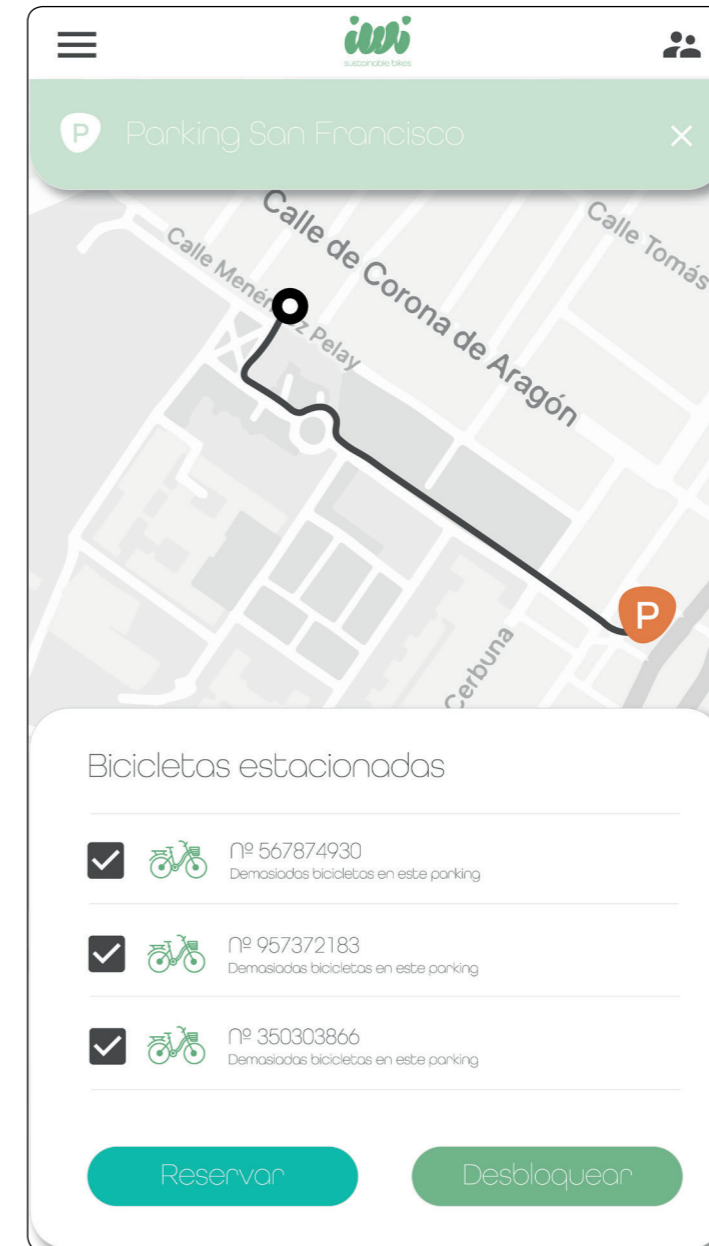 iwi
sustainable bikes
P Parking San Francisco
Calle de Corona de Aragón
Calle Tomás
Calle Menén ez Pelay
P
Cerbuna
Bicicletas estacionadas
Nº 567874930
Demasiadas bicicletas en este parking
Nº 957372183
Demasiadas bicicletas en este parking
Nº 350303866
Demasiadas bicicletas en este parking
Reservar
Desbloquear